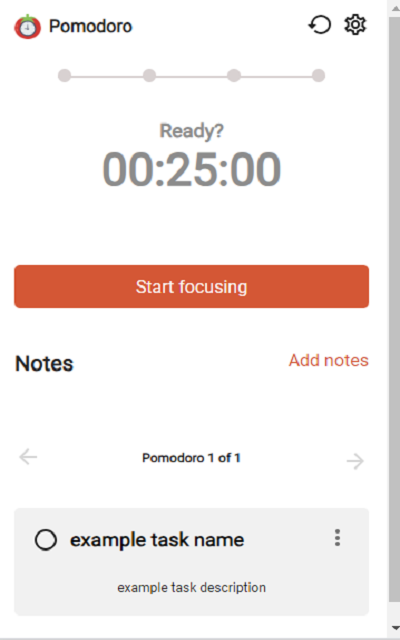 Pomodoro
Ready?
00:25:00
Start focusing
Notes
Add notes
Pomodoro 1 of 1
example task name
example task description